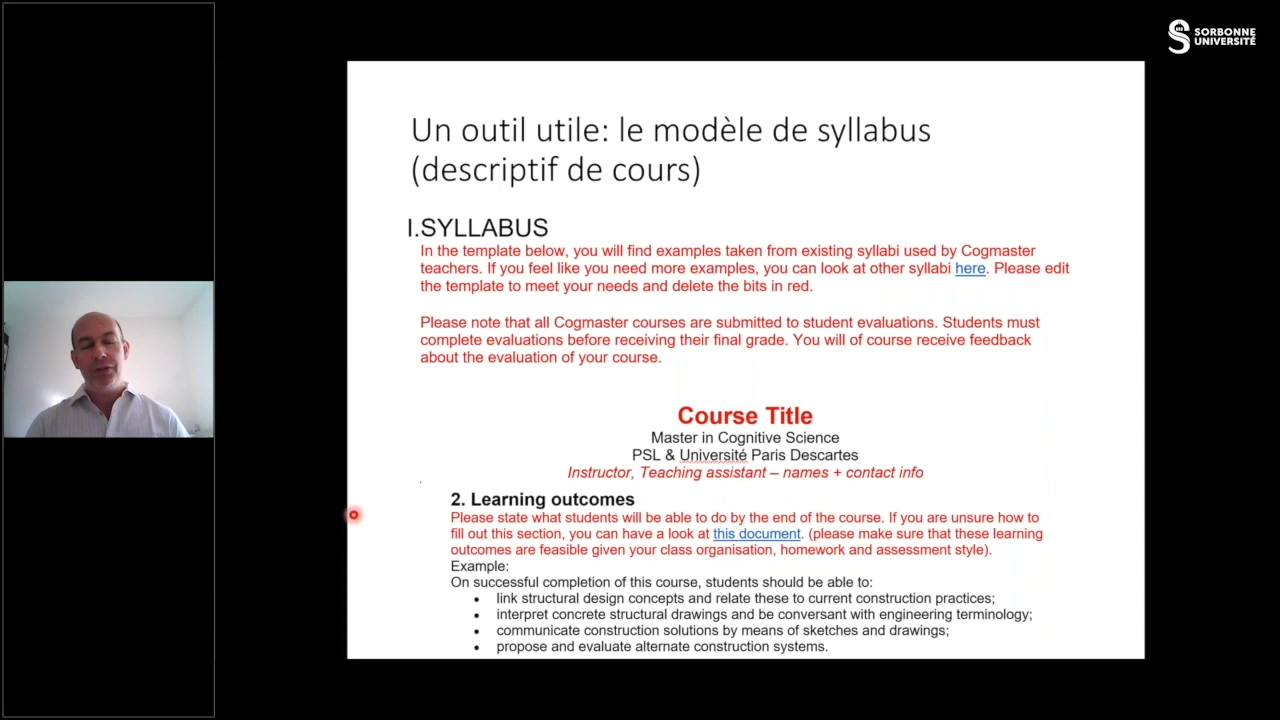 SORBONNE
UNIVERSITÉ
Un outil utile: le modèle de syllabus
(descriptif de cours)
I.SYLLABUS
In the template below, you will find examples taken from existing syllabi used by Cogmaster
teachers. If you feel like you need more examples, you can look at other syllabi here. Please edit
the template to meet your needs and delete the bits in red.
Please note that all Cogmaster courses are submitted to student evaluations. Students must
complete evaluations before receiving their final grade. You will of course receive feedback
about the evaluation of your course.
Course Title
Master in Cognitive Science
PSL & Université Paris Descartes
Instructor, Teaching assistant – names + contact info
2. Learning outcomes
Please state what students will be able to do by the end of the course. If you are unsure how to
fill out this section, you can have a look at this document. (please make sure that these learning
outcomes are feasible given your class organisation, homework and assessment style).
Example:
On successful completion of this course, students should be able to:
• link structural design concepts and relate these to current construction practices;
• interpret concrete structural drawings and be conversant with engineering terminology;
• communicate construction solutions by means of sketches and drawings;
• propose and evaluate alternate construction systems.